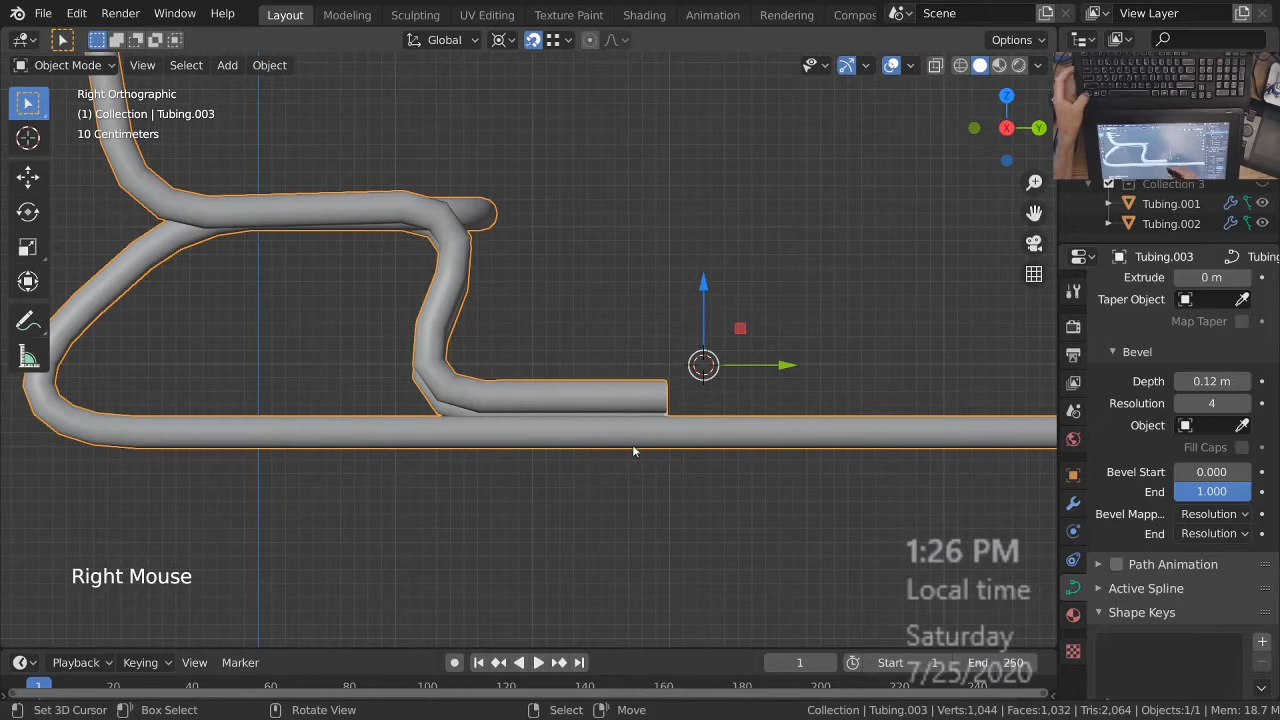 File Edit Render Window Help Layout Modeling Sculpting UV Editing Texture Paint Shading Animation Rendering Compos Scene View Layer
Global Options
Object Mode View Select Add Object
Right Orthographic
(1) Collection | Tubing.003
10 Centimeters
Z
X Y
Collection 3
Tubing.001
Tubing.002
Tubing.003 Tubing
Extrude 0 m
Taper Object
Map Taper
Bevel
Depth 0.12 m
Resolution 4
Object
Fill Caps
Bevel Start 0.000
End 1.000
Bevel Mapp... Resolution
End Resolution
Path Animation
Active Spline
Shape Keys
Right Mouse
1:26 PM
Local time
Saturday
7/25/2020
Playback Keying View Marker 1 Start 1 End 250
1 20 60 80 100 120 140 160 180 200 220 240
Set 3D Cursor Box Select Rotate View Select Move Collection | Tubing.003 | Verts:1,044 | Faces:1,032 | Tris:2,064 | Objects:1/1 | Mem: 18.7 M